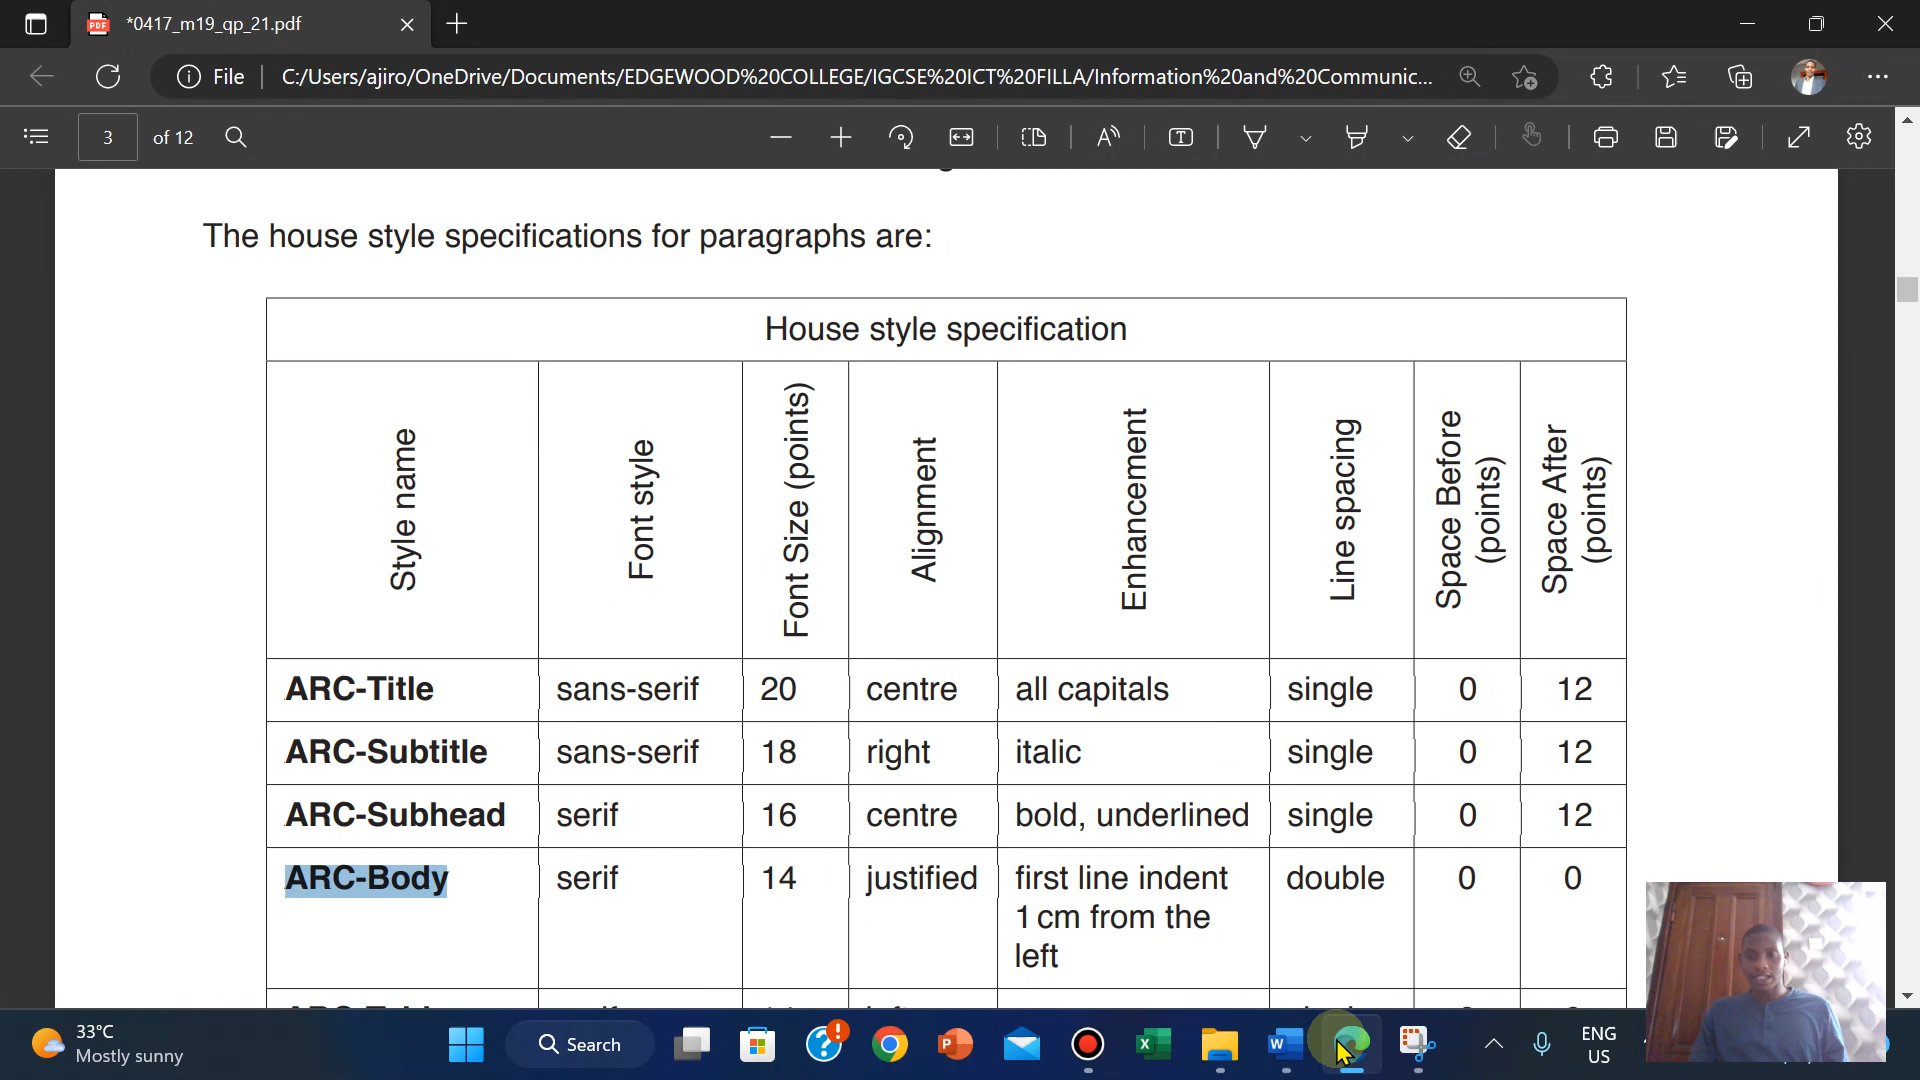 *0417_m19_qp_21.pdf
File
C:/Users/ajiro/OneDrive/Documents/EDGEWOOD%20COLLEGE/IGCSE%20ICT%20FILLA/Information%20and%20Communic...
3 of 12
The house style specifications for paragraphs are:
House style specification
Style name
Font style
Font Size (points)
Alignment
Enhancement
Line spacing
Space Before (points)
Space After (points)
ARC-Title sans-serif 20 centre all capitals single 0 12
ARC-Subtitle sans-serif 18 right italic single 0 12
ARC-Subhead serif 16 centre bold, underlined single 0 12
ARC-Body serif 14 justified first line indent double 0 0
1 cm from the
left
33°C
Mostly sunny
Search
ENG
US